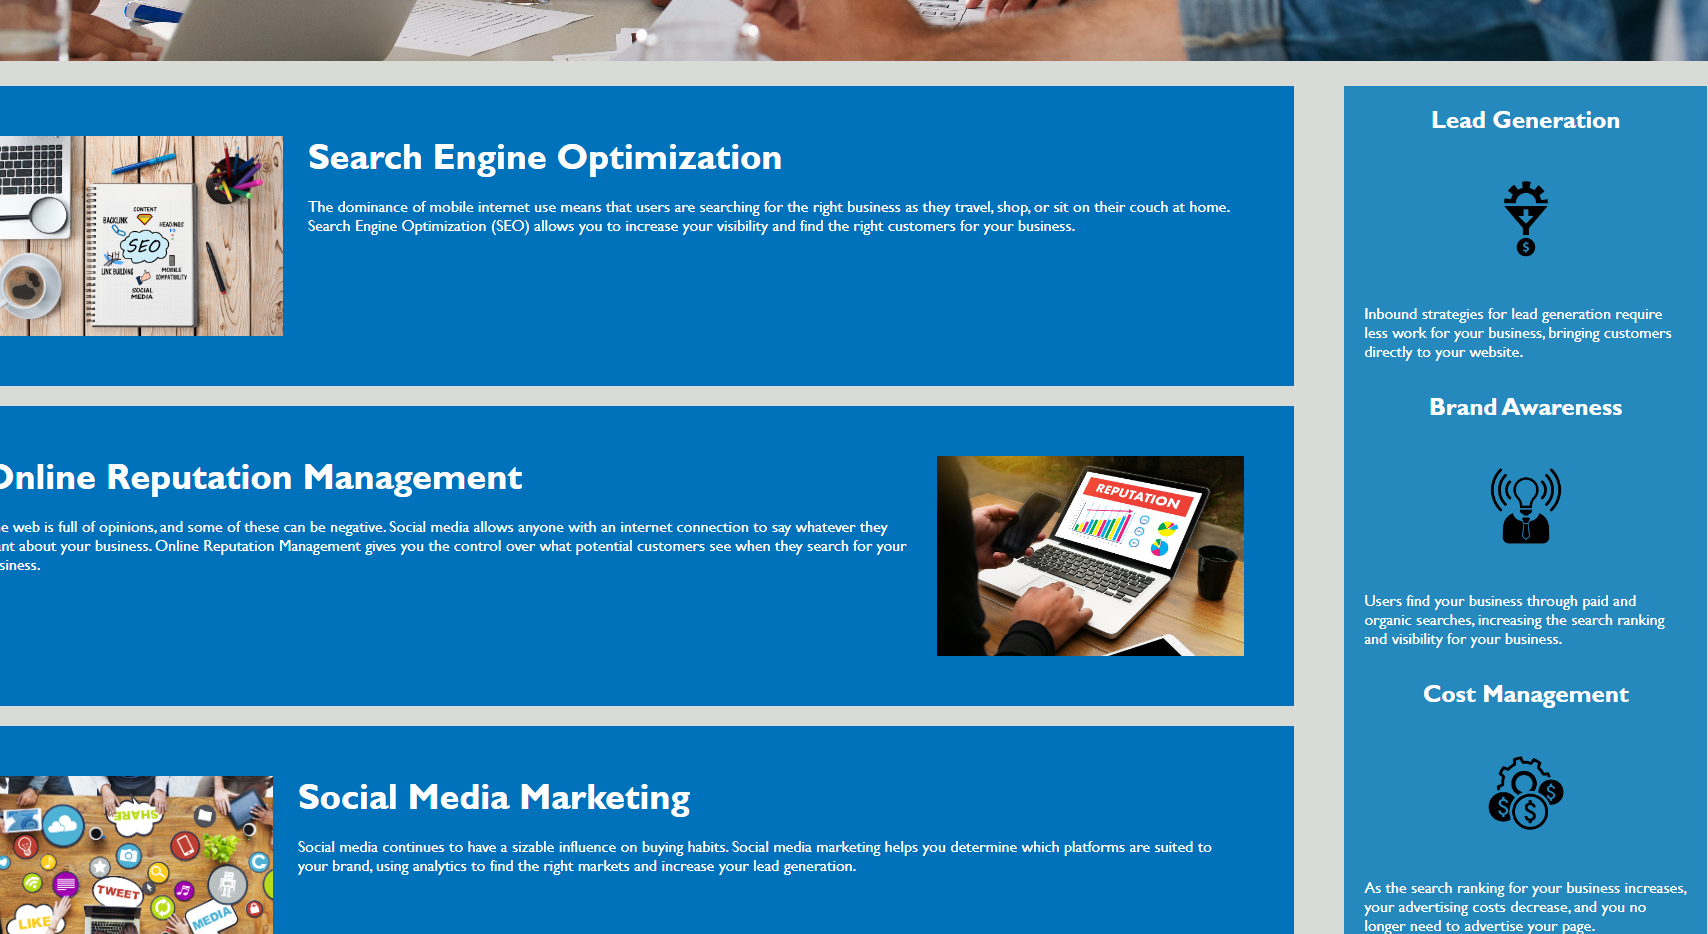 Search Engine Optimization
The dominance of mobile internet use means that users are searching for the right business as they travel, shop, or sit on their couch at home.
Search Engine Optimization (SEO) allows you to increase your visibility and find the right customers for your business.
CONTENT
BACKLINK
HEADINGS
SEO
LINK BUILDING
MOBILE
COMPATIBILITY
SOCIAL
MEDIA
Online Reputation Management
e web is full of opinions, and some of these can be negative. Social media allows anyone with an internet connection to say whatever they
nt about your business. Online Reputation Management gives you the control over what potential customers see when they search for your
siness.
REPUTATION
Social Media Marketing
Social media continues to have a sizable influence on buying habits. Social media marketing helps you determine which platforms are suited to
your brand, using analytics to find the right markets and increase your lead generation.
SHARE
TWEET
LIKE
MEDIA
Lead Generation
$
Inbound strategies for lead generation require
less work for your business, bringing customers
directly to your website.
Brand Awareness
Users find your business through paid and
organic searches, increasing the search ranking
and visibility for your business.
Cost Management
$ $ $
As the search ranking for your business increases,
your advertising costs decrease, and you no
longer need to advertise your page.